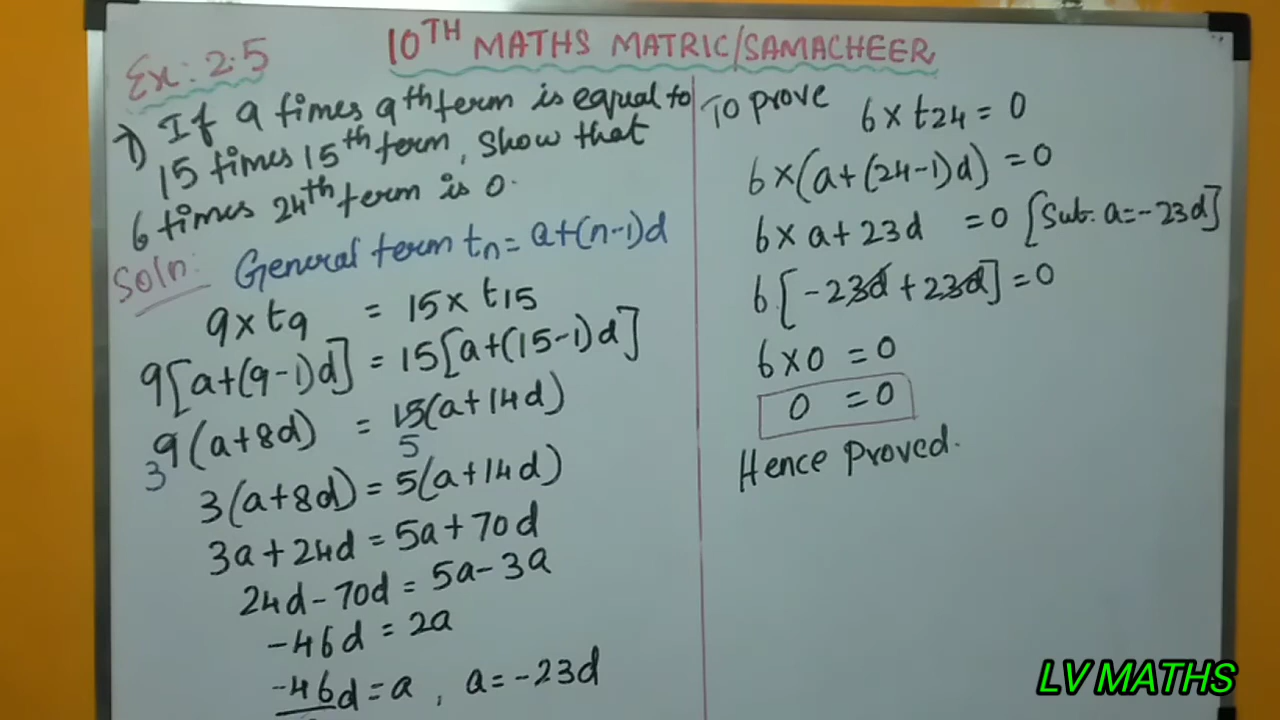 10TH MATHS MATRIC/SAMACHEER
Ex: 2.5
7) If 9 times 9th term is equal to
15 times 15th term, Show that
6 times 24th term is 0.
Soln: General term tn = a+(n-1)d
9 x t9 = 15 x t15
9[a+(9-1)d] = 15[a+(15-1)d]
9(a+8d) = 15(a+14d)
3 5
3(a+8d) = 5(a+14d)
3a+24d = 5a+70d
24d-70d = 5a-3a
-46d = 2a
-46d = a , a = -23d
To prove
6 x t24 = 0
6 x (a+(24-1)d) = 0
6 x a+23d = 0 [Sub. a=-23d]
6[-23d+23d] = 0
6x0 = 0
0 = 0
Hence Proved.
LV MATHS